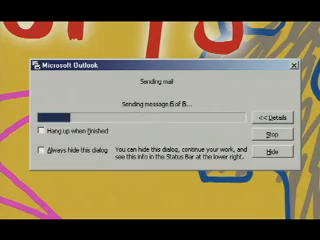 Microsoft Outlook
Sending mail
Sending message 6 of 8...
<< Details
Hang up when finished
Stop
Always hide this dialog
You can hide this dialog, continue your work, and
see this info in the Status Bar at the lower right.
Hide